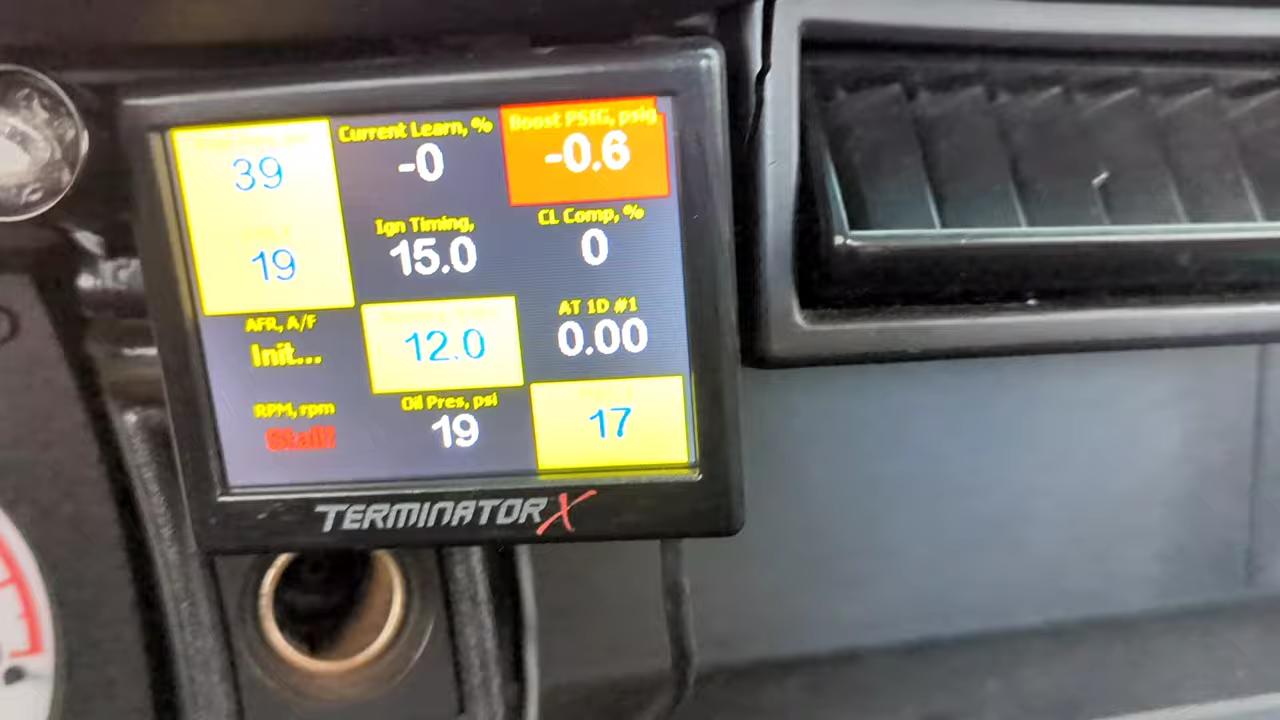 39
Current Learn, %
-0
Boost PSIG, psig
-0.6
19
Ign Timing,
15.0
CL Comp, %
0
AFR, A/F
Init...
12.0
AT 1D #1
0.00
RPM, rpm
Stall
Oil Pres, psi
19
17
TERMINATOR X